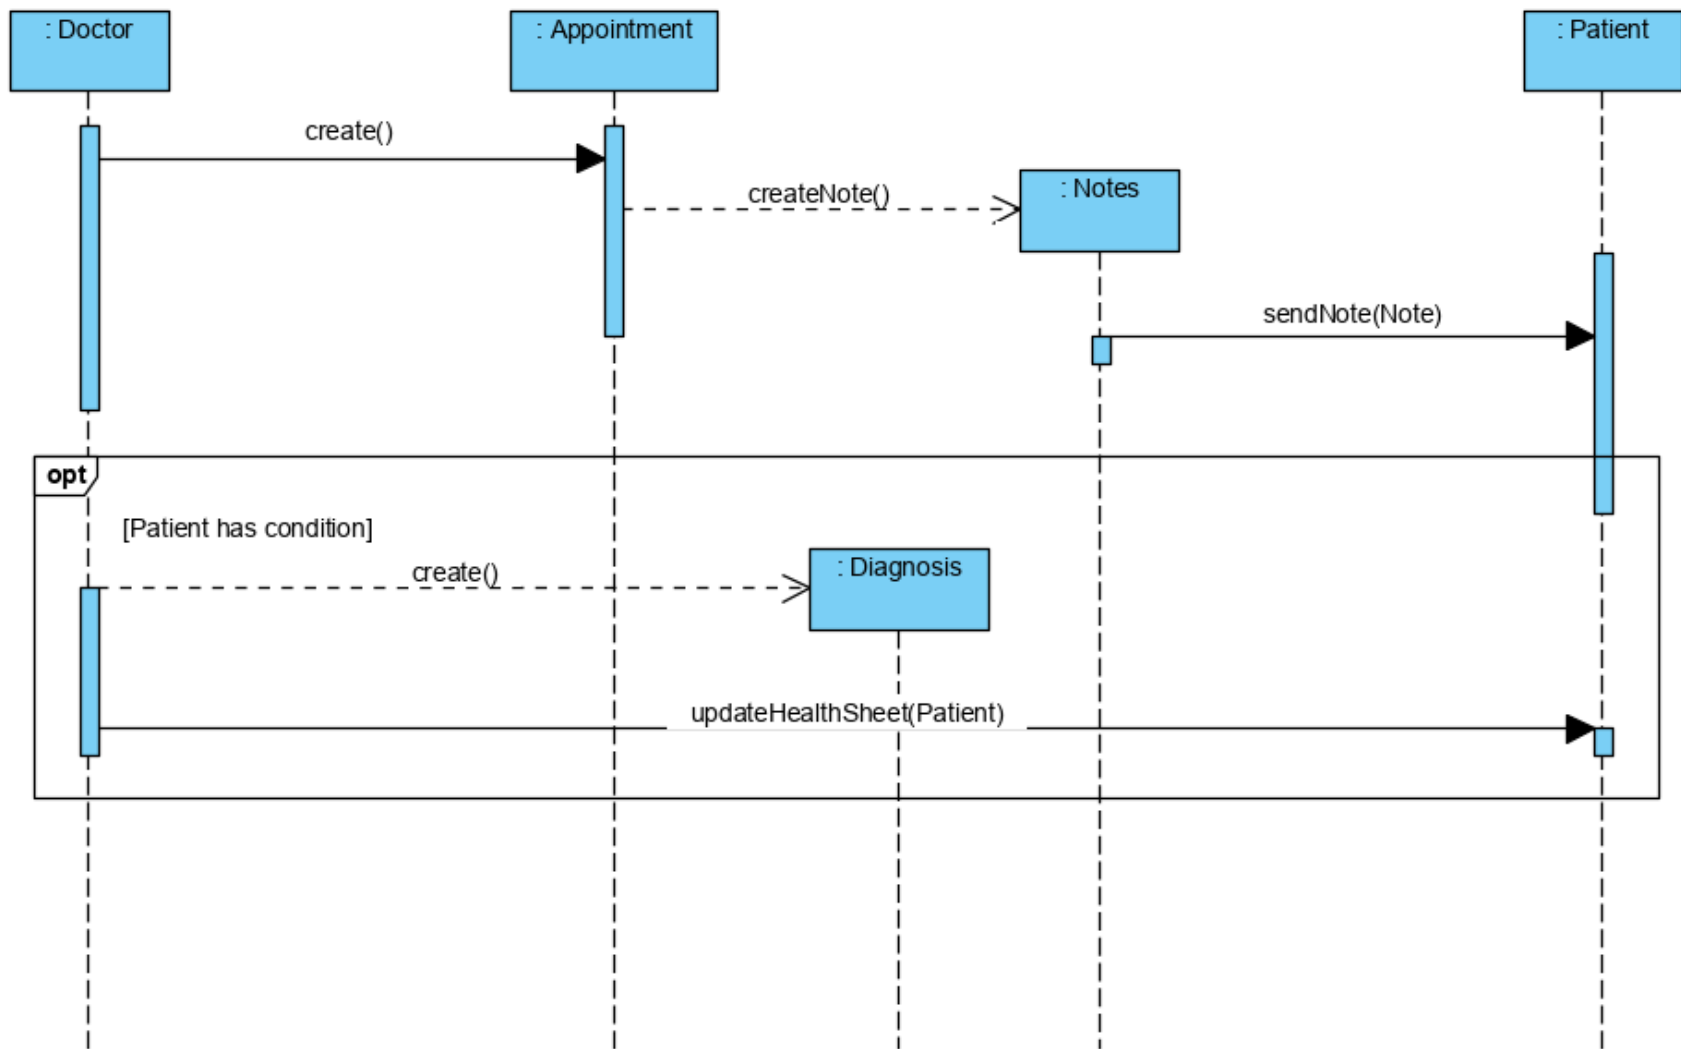 : Doctor
: Appointment
: Patient
create()
createNote()
: Notes
sendNote(Note)
opt
[Patient has condition]
create()
: Diagnosis
updateHealthSheet(Patient)